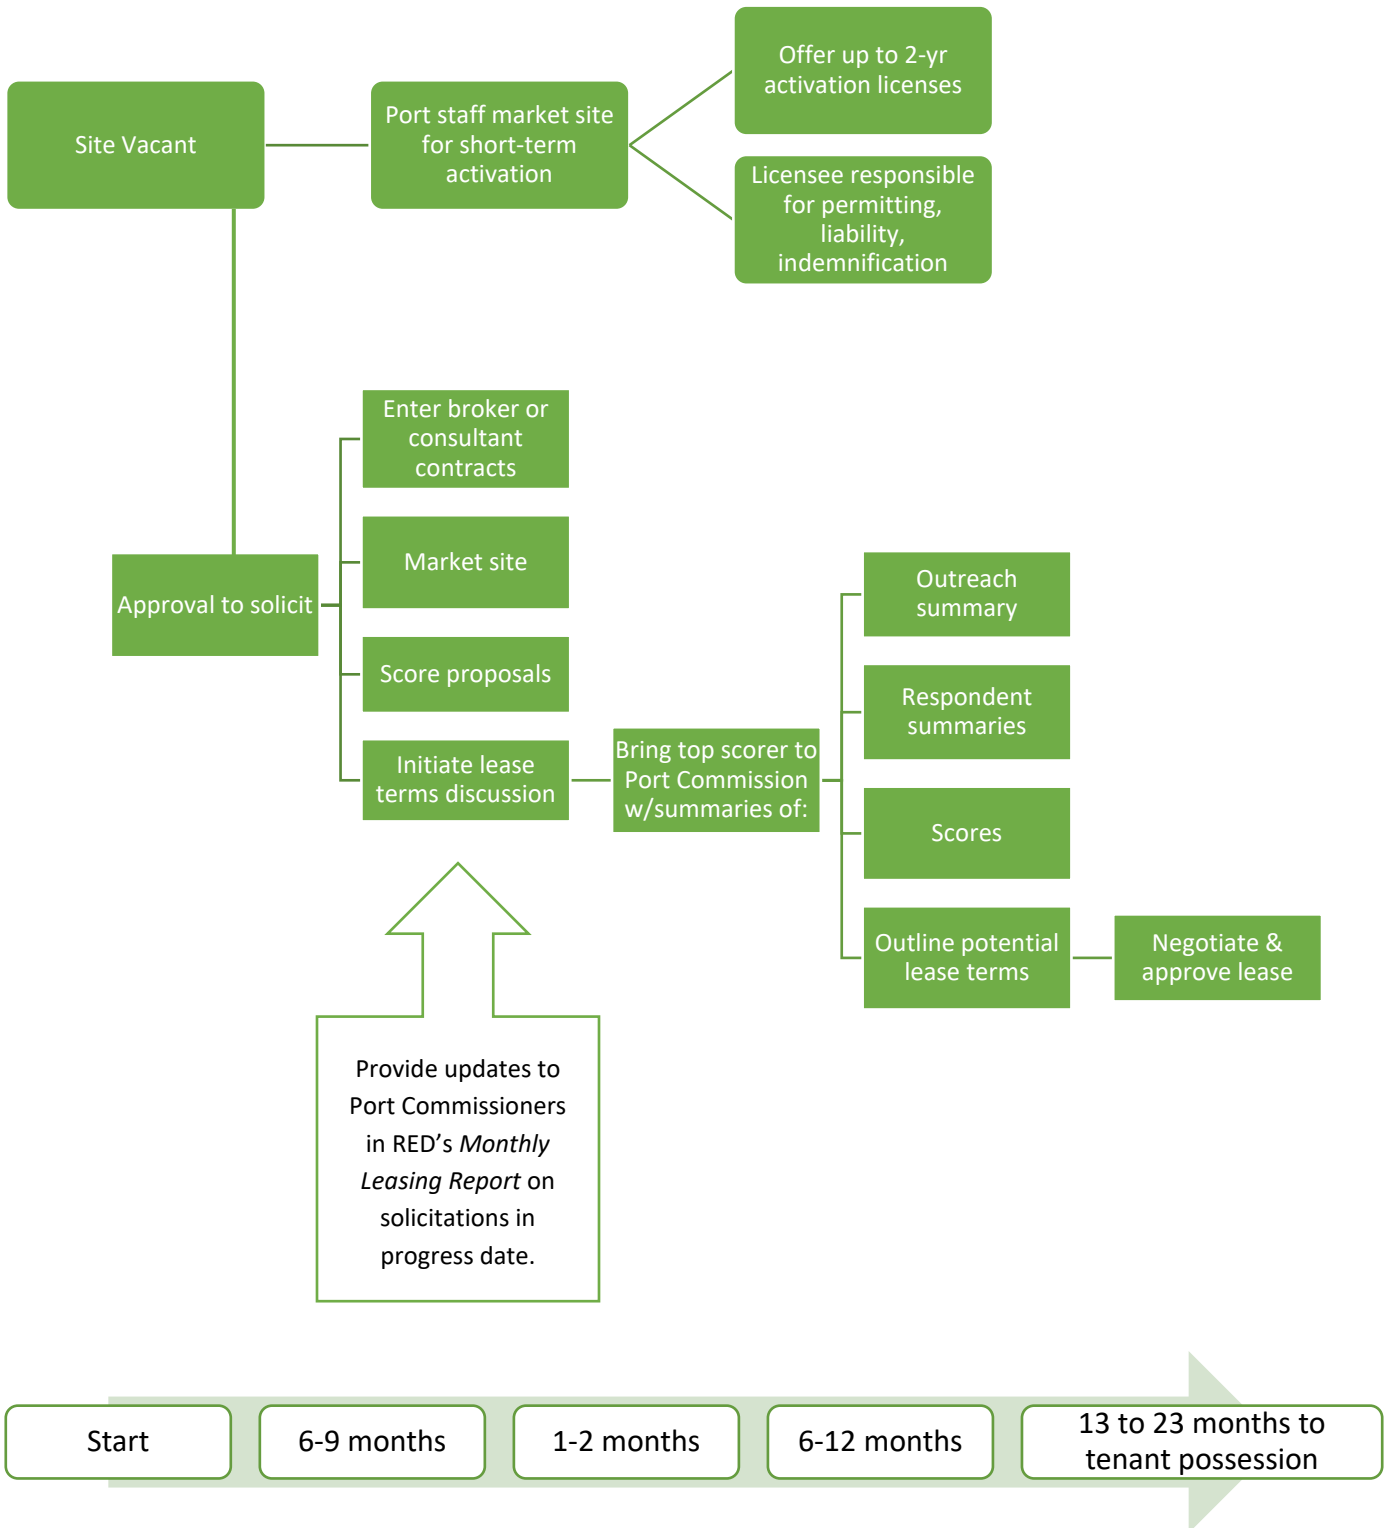 Site Vacant
Port staff market site
for short-term
activation
Offer up to 2-yr
activation licenses
Licensee responsible
for permitting,
liability,
indemnification
Approval to solicit
Enter broker or
consultant
contracts
Market site
Score proposals
Initiate lease
terms discussion
Bring top scorer to
Port Commission
w/summaries of:
Outreach
summary
Respondent
summaries
Scores
Outline potential
lease terms
Negotiate &
approve lease
Provide updates to
Port Commissioners
in RED’s Monthly
Leasing Report on
solicitations in
progress date.
Start
6-9 months
1-2 months
6-12 months
13 to 23 months to
tenant possession